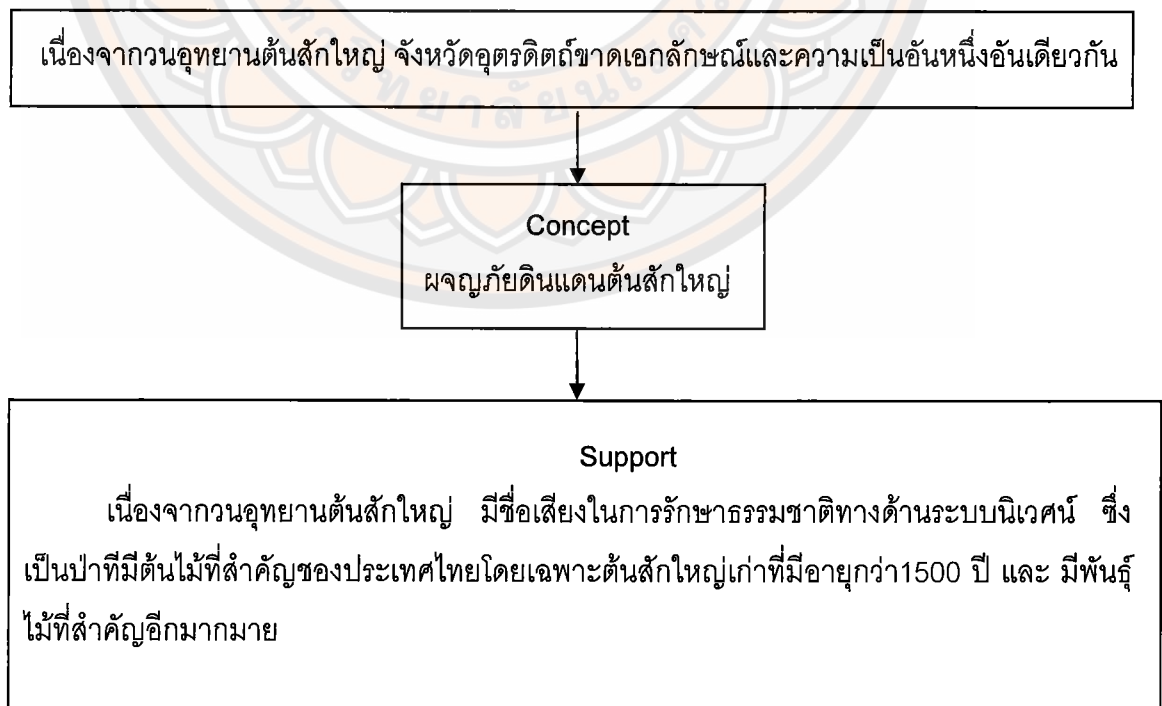 เนื่องจากวนอุทยานต้นสักใหญ่ จังหวัดอุตรดิตถ์ขาดเอกลักษณ์และความเป็นอันหนึ่งอันเดียวกัน
Concept
ผจญภัยดินแดนต้นสักใหญ่
Support
เนื่องจากวนอุทยานต้นสักใหญ่ มีชื่อเสียงในการรักษาธรรมชาติทางด้านระบบนิเวศน์ ซึ่ง
เป็นป่าที่มีต้นไม้ที่สำคัญของประเทศไทยโดยเฉพาะต้นสักใหญ่เก่าที่มีอายุกว่า1500 ปี และ มีพันธุ์
ไม้ที่สำคัญอีกมากมาย